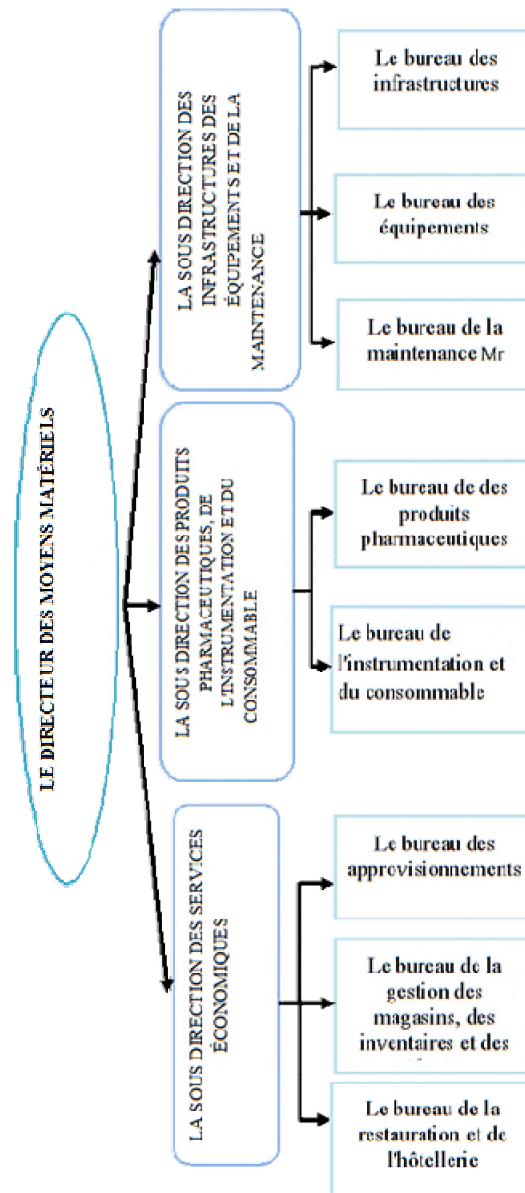 LE DIRECTEUR DES MOYENS MATÉRIELS
LA SOUS DIRECTION DES
INFRASTRUCTURES DES
ÉQUIPEMENTS ET DE LA
MAINTENANCE
Le bureau des
infrastructures
Le bureau des
équipements
Le bureau de la
maintenance Mr
LA SOUS DIRECTION DES PRODUITS
PHARMACEUTIQUES, DE
L'INSTRUMENTATION ET DU
CONSOMMABLE
Le bureau de des
produits
pharmaceutiques
Le bureau de
l'instrumentation et
du consommable
LA SOUS DIRECTION DES SERVICES
ÉCONOMIQUES
Le bureau des
approvisionnements
Le bureau de la
gestion des
magasins, des
inventaires et des
Le bureau de la
restauration et de
l'hôtellerie